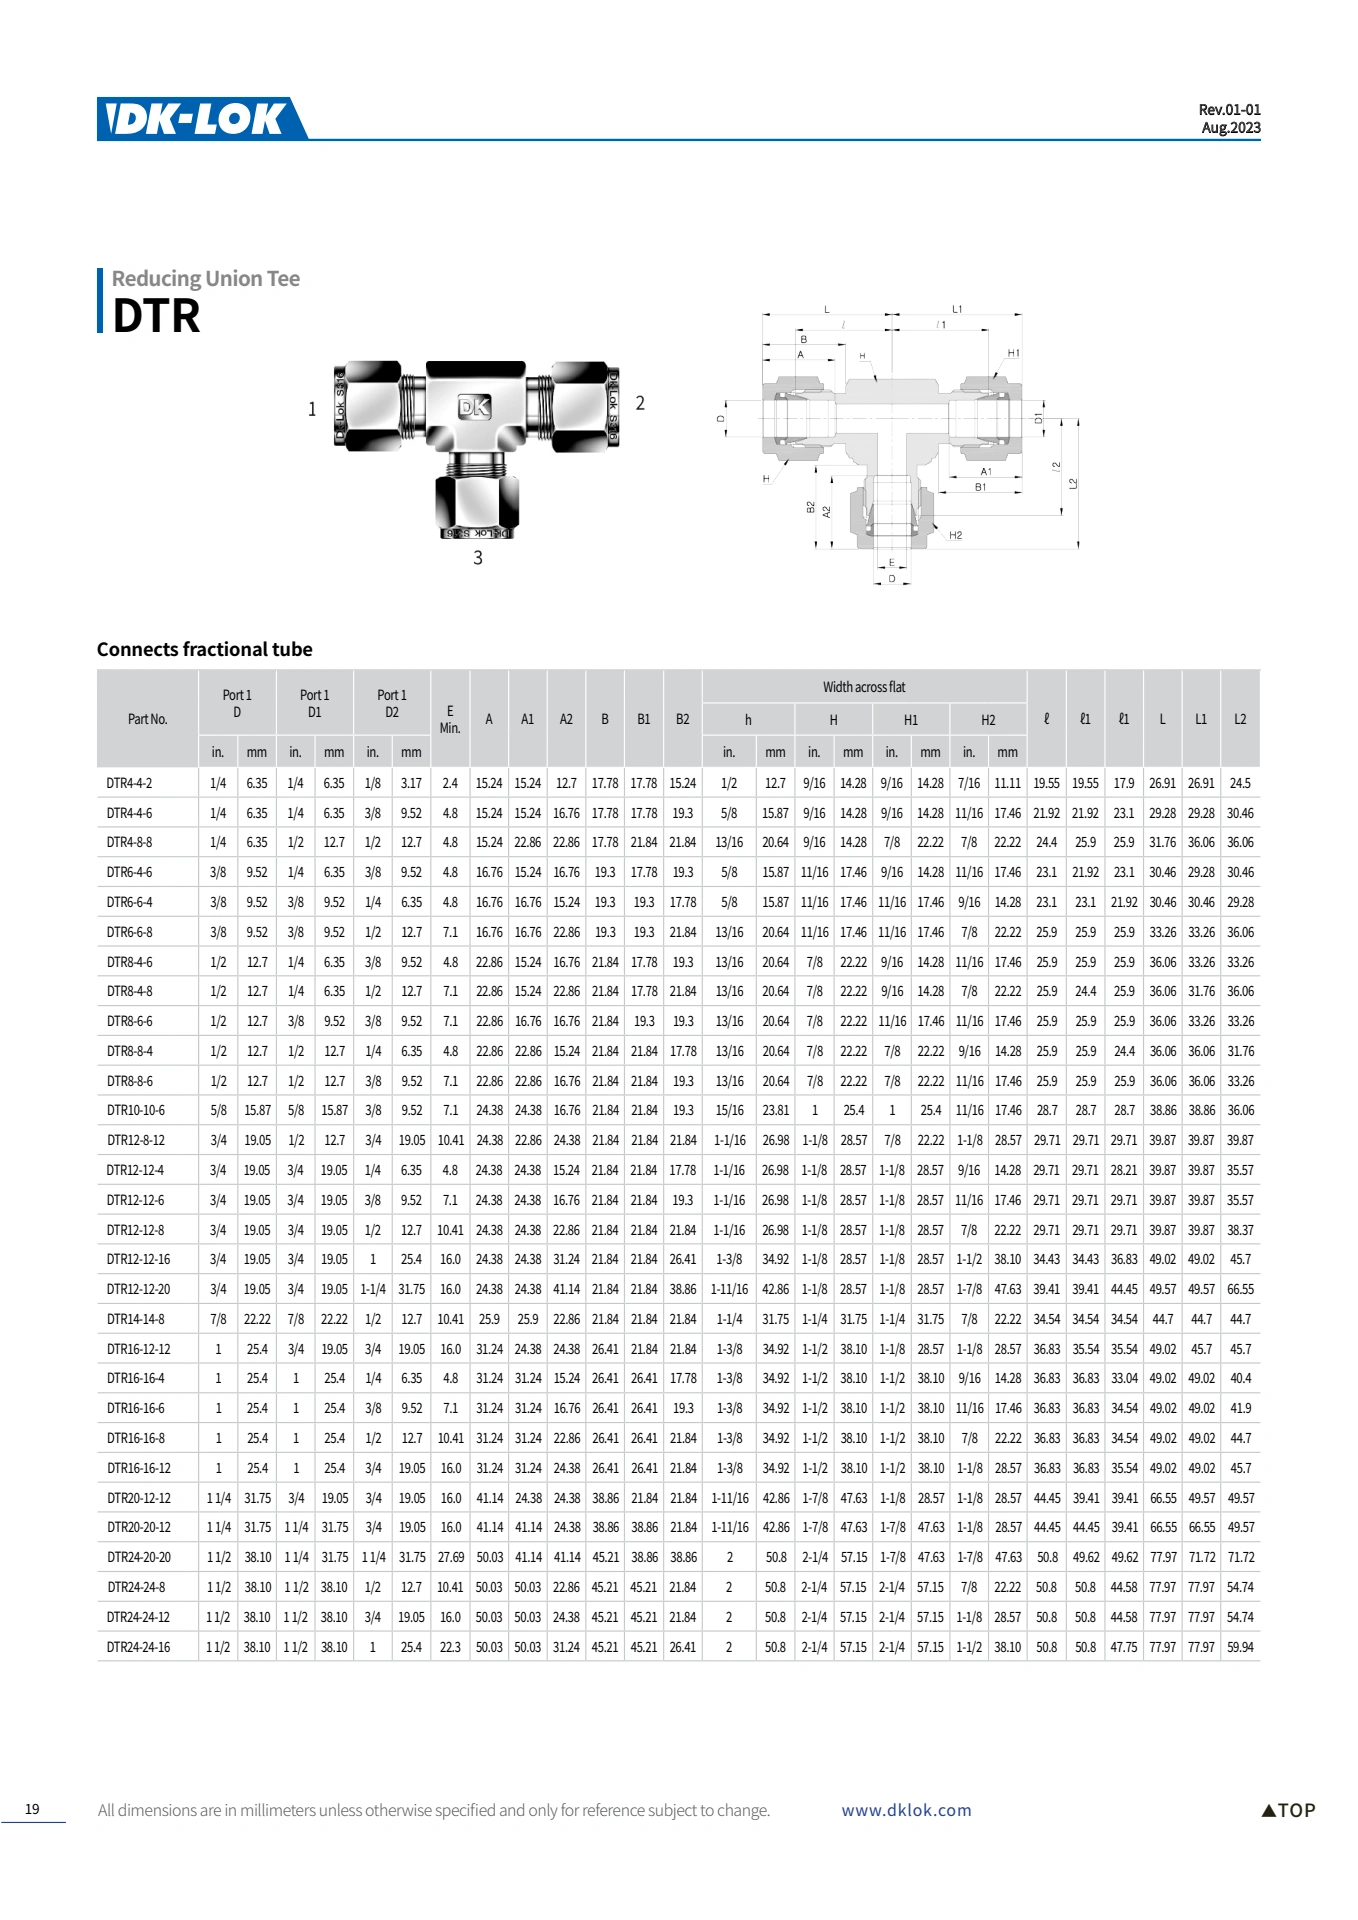 DK-LOK
Rev.01-01
Aug.2023
Reducing Union Tee
DTR
1
2
3
DK
DK-Lok S316
DK-Lok S316
DK-Lok S316
L L1
ℓ ℓ1
B
A
H
H1
D
D1
H
A1
B1
ℓ2
L2
B2
A2
H2
E
D
Connects fractional tube
Part No. Port 1 D Port 1 D1 Port 1 D2 E Min. A A1 A2 B B1 B2 Width across flat ℓ ℓ1 ℓ1 L L1 L2
h H H1 H2
in. mm in. mm in. mm in. mm in. mm in. mm in. mm
DTR4-4-2 1/4 6.35 1/4 6.35 1/8 3.17 2.4 15.24 15.24 12.7 17.78 17.78 15.24 1/2 12.7 9/16 14.28 9/16 14.28 7/16 11.11 19.55 19.55 17.9 26.91 26.91 24.5
DTR4-4-6 1/4 6.35 1/4 6.35 3/8 9.52 4.8 15.24 15.24 16.76 17.78 17.78 19.3 5/8 15.87 9/16 14.28 9/16 14.28 11/16 17.46 21.92 21.92 23.1 29.28 29.28 30.46
DTR4-8-8 1/4 6.35 1/2 12.7 1/2 12.7 4.8 15.24 22.86 22.86 17.78 21.84 21.84 13/16 20.64 9/16 14.28 7/8 22.22 7/8 22.22 24.4 25.9 25.9 31.76 36.06 36.06
DTR6-4-6 3/8 9.52 1/4 6.35 3/8 9.52 4.8 16.76 15.24 16.76 19.3 17.78 19.3 5/8 15.87 11/16 17.46 9/16 14.28 11/16 17.46 23.1 21.92 23.1 30.46 29.28 30.46
DTR6-6-4 3/8 9.52 3/8 9.52 1/4 6.35 4.8 16.76 16.76 15.24 19.3 19.3 17.78 5/8 15.87 11/16 17.46 11/16 17.46 9/16 14.28 23.1 23.1 21.92 30.46 30.46 29.28
DTR6-6-8 3/8 9.52 3/8 9.52 1/2 12.7 7.1 16.76 16.76 22.86 19.3 19.3 21.84 13/16 20.64 11/16 17.46 11/16 17.46 7/8 22.22 25.9 25.9 25.9 33.26 33.26 36.06
DTR8-4-6 1/2 12.7 1/4 6.35 3/8 9.52 4.8 22.86 15.24 16.76 21.84 17.78 19.3 13/16 20.64 7/8 22.22 9/16 14.28 11/16 17.46 25.9 25.9 25.9 36.06 33.26 33.26
DTR8-4-8 1/2 12.7 1/4 6.35 1/2 12.7 7.1 22.86 15.24 22.86 21.84 17.78 21.84 13/16 20.64 7/8 22.22 9/16 14.28 7/8 22.22 25.9 24.4 25.9 36.06 31.76 36.06
DTR8-6-6 1/2 12.7 3/8 9.52 3/8 9.52 7.1 22.86 16.76 16.76 21.84 19.3 19.3 13/16 20.64 7/8 22.22 11/16 17.46 11/16 17.46 25.9 25.9 25.9 36.06 33.26 33.26
DTR8-8-4 1/2 12.7 1/2 12.7 1/4 6.35 4.8 22.86 22.86 15.24 21.84 21.84 17.78 13/16 20.64 7/8 22.22 7/8 22.22 9/16 14.28 25.9 25.9 24.4 36.06 36.06 31.76
DTR8-8-6 1/2 12.7 1/2 12.7 3/8 9.52 7.1 22.86 22.86 16.76 21.84 21.84 19.3 13/16 20.64 7/8 22.22 7/8 22.22 11/16 17.46 25.9 25.9 25.9 36.06 36.06 33.26
DTR10-10-6 5/8 15.87 5/8 15.87 3/8 9.52 7.1 24.38 24.38 16.76 21.84 21.84 19.3 15/16 23.81 1 25.4 1 25.4 11/16 17.46 28.7 28.7 28.7 38.86 38.86 36.06
DTR12-8-12 3/4 19.05 1/2 12.7 3/4 19.05 10.41 24.38 22.86 24.38 21.84 21.84 21.84 1-1/16 26.98 1-1/8 28.57 7/8 22.22 1-1/8 28.57 29.71 29.71 29.71 39.87 39.87 39.87
DTR12-12-4 3/4 19.05 3/4 19.05 1/4 6.35 4.8 24.38 24.38 15.24 21.84 21.84 17.78 1-1/16 26.98 1-1/8 28.57 1-1/8 28.57 9/16 14.28 29.71 29.71 28.21 39.87 39.87 35.57
DTR12-12-6 3/4 19.05 3/4 19.05 3/8 9.52 7.1 24.38 24.38 16.76 21.84 21.84 19.3 1-1/16 26.98 1-1/8 28.57 1-1/8 28.57 11/16 17.46 29.71 29.71 29.71 39.87 39.87 35.57
DTR12-12-8 3/4 19.05 3/4 19.05 1/2 12.7 10.41 24.38 24.38 22.86 21.84 21.84 21.84 1-1/16 26.98 1-1/8 28.57 1-1/8 28.57 7/8 22.22 29.71 29.71 29.71 39.87 39.87 38.37
DTR12-12-16 3/4 19.05 3/4 19.05 1 25.4 16.0 24.38 24.38 31.24 21.84 21.84 26.41 1-3/8 34.92 1-1/8 28.57 1-1/8 28.57 1-1/2 38.10 34.43 34.43 36.83 49.02 49.02 45.7
DTR12-12-20 3/4 19.05 3/4 19.05 1-1/4 31.75 16.0 24.38 24.38 41.14 21.84 21.84 38.86 1-11/16 42.86 1-1/8 28.57 1-1/8 28.57 1-7/8 47.63 39.41 39.41 44.45 49.57 49.57 66.55
DTR14-14-8 7/8 22.22 7/8 22.22 1/2 12.7 10.41 25.9 25.9 22.86 21.84 21.84 21.84 1-1/4 31.75 1-1/4 31.75 1-1/4 31.75 7/8 22.22 34.54 34.54 34.54 44.7 44.7 44.7
DTR16-12-12 1 25.4 3/4 19.05 3/4 19.05 16.0 31.24 24.38 24.38 26.41 21.84 21.84 1-3/8 34.92 1-1/2 38.10 1-1/8 28.57 1-1/8 28.57 36.83 35.54 35.54 49.02 45.7 45.7
DTR16-16-4 1 25.4 1 25.4 1/4 6.35 4.8 31.24 31.24 15.24 26.41 26.41 17.78 1-3/8 34.92 1-1/2 38.10 1-1/2 38.10 9/16 14.28 36.83 36.83 33.04 49.02 49.02 40.4
DTR16-16-6 1 25.4 1 25.4 3/8 9.52 7.1 31.24 31.24 16.76 26.41 26.41 19.3 1-3/8 34.92 1-1/2 38.10 1-1/2 38.10 11/16 17.46 36.83 36.83 34.54 49.02 49.02 41.9
DTR16-16-8 1 25.4 1 25.4 1/2 12.7 10.41 31.24 31.24 22.86 26.41 26.41 21.84 1-3/8 34.92 1-1/2 38.10 1-1/2 38.10 7/8 22.22 36.83 36.83 34.54 49.02 49.02 44.7
DTR16-16-12 1 25.4 1 25.4 3/4 19.05 16.0 31.24 31.24 24.38 26.41 26.41 21.84 1-3/8 34.92 1-1/2 38.10 1-1/2 38.10 1-1/8 28.57 36.83 36.83 35.54 49.02 49.02 45.7
DTR20-12-12 1 1/4 31.75 3/4 19.05 3/4 19.05 16.0 41.14 24.38 24.38 38.86 21.84 21.84 1-11/16 42.86 1-7/8 47.63 1-1/8 28.57 1-1/8 28.57 44.45 39.41 39.41 66.55 49.57 49.57
DTR20-20-12 1 1/4 31.75 1 1/4 31.75 3/4 19.05 16.0 41.14 41.14 24.38 38.86 38.86 21.84 1-11/16 42.86 1-7/8 47.63 1-7/8 47.63 1-1/8 28.57 44.45 44.45 39.41 66.55 66.55 49.57
DTR24-20-20 1 1/2 38.10 1 1/4 31.75 1 1/4 31.75 27.69 50.03 41.14 41.14 45.21 38.86 38.86 2 50.8 2-1/4 57.15 1-7/8 47.63 1-7/8 47.63 50.8 49.62 49.62 77.97 71.72 71.72
DTR24-24-8 1 1/2 38.10 1 1/2 38.10 1/2 12.7 10.41 50.03 50.03 22.86 45.21 45.21 21.84 2 50.8 2-1/4 57.15 2-1/4 57.15 7/8 22.22 50.8 50.8 44.58 77.97 77.97 54.74
DTR24-24-12 1 1/2 38.10 1 1/2 38.10 3/4 19.05 16.0 50.03 50.03 24.38 45.21 45.21 21.84 2 50.8 2-1/4 57.15 2-1/4 57.15 1-1/8 28.57 50.8 50.8 44.58 77.97 77.97 54.74
DTR24-24-16 1 1/2 38.10 1 1/2 38.10 1 25.4 22.3 50.03 50.03 31.24 45.21 45.21 26.41 2 50.8 2-1/4 57.15 2-1/4 57.15 1-1/2 38.10 50.8 50.8 47.75 77.97 77.97 59.94
19
All dimensions are in millimeters unless otherwise specified and only for reference subject to change.
www.dklok.com
▲TOP